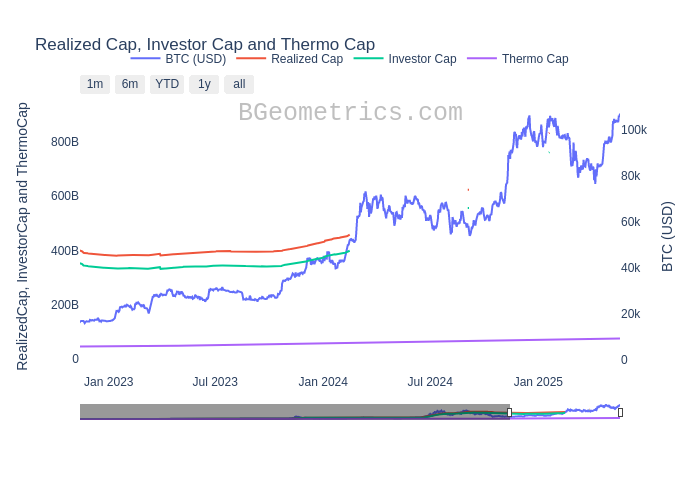 Realized Cap, Investor Cap and Thermo Cap
BTC (USD) Realized Cap Investor Cap Thermo Cap
1m 6m YTD 1y all
BGeometrics.com
RealizedCap, InvestorCap and ThermoCap
800B
600B
400B
200B
0
100k
80k
60k
40k
20k
0
BTC (USD)
Jan 2023 Jul 2023 Jan 2024 Jul 2024 Jan 2025